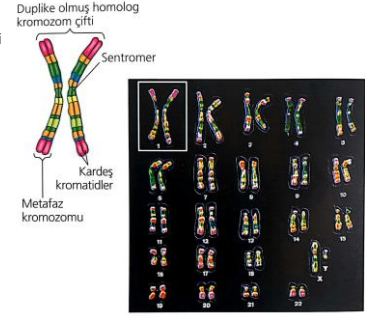 Duplike olmuş homolog
kromozom çifti
i
Sentromer
Kardeş
kromatidler
Metafaz
kromozomu
1 2 3 4 5
6 7 8 9 10
11 12 13 14 15
16 17 18 X Y
19 20 21 22